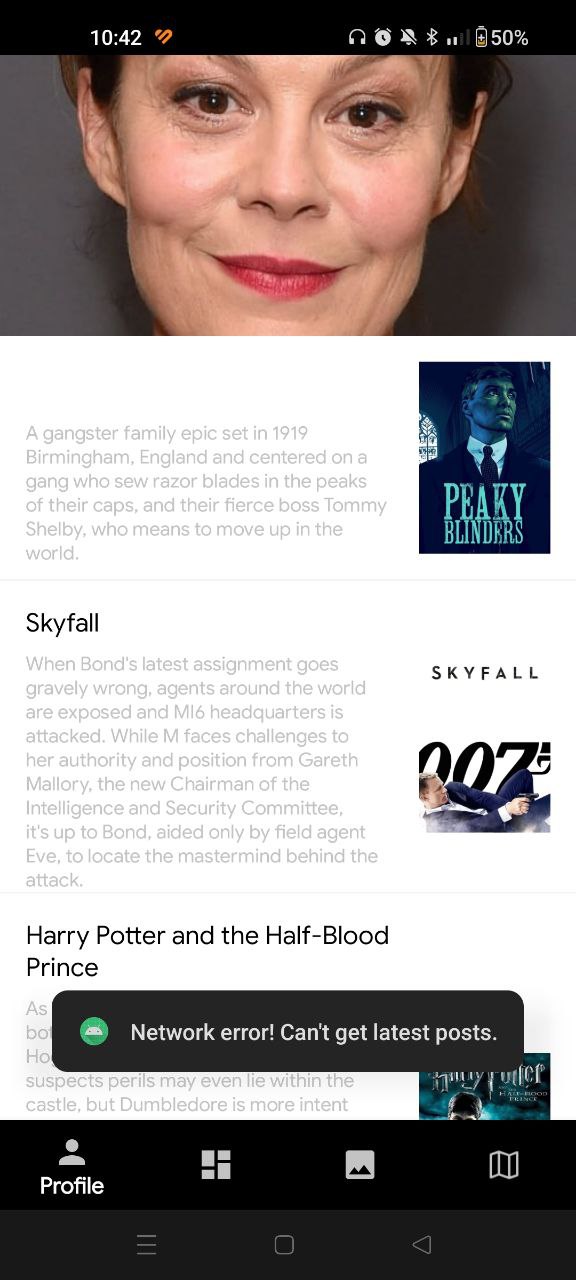 10:42
50%
A gangster family epic set in 1919
Birmingham, England and centered on a
gang who sew razor blades in the peaks
of their caps, and their fierce boss Tommy
Shelby, who means to move up in the
world.
PEAKY
BLINDERS
Skyfall
When Bond's latest assignment goes
gravely wrong, agents around the world
are exposed and MI6 headquarters is
attacked. While M faces challenges to
her authority and position from Gareth
Mallory, the new Chairman of the
Intelligence and Security Committee,
it's up to Bond, aided only by field agent
Eve, to locate the mastermind behind the
attack.
SKYFALL
007
Harry Potter and the Half-Blood
Prince
As
Network error! Can't get latest posts.
suspects perils may even lie within the
castle, but Dumbledore is more intent
Harry Potter
HALF-BLOOD
PRINCE
Profile